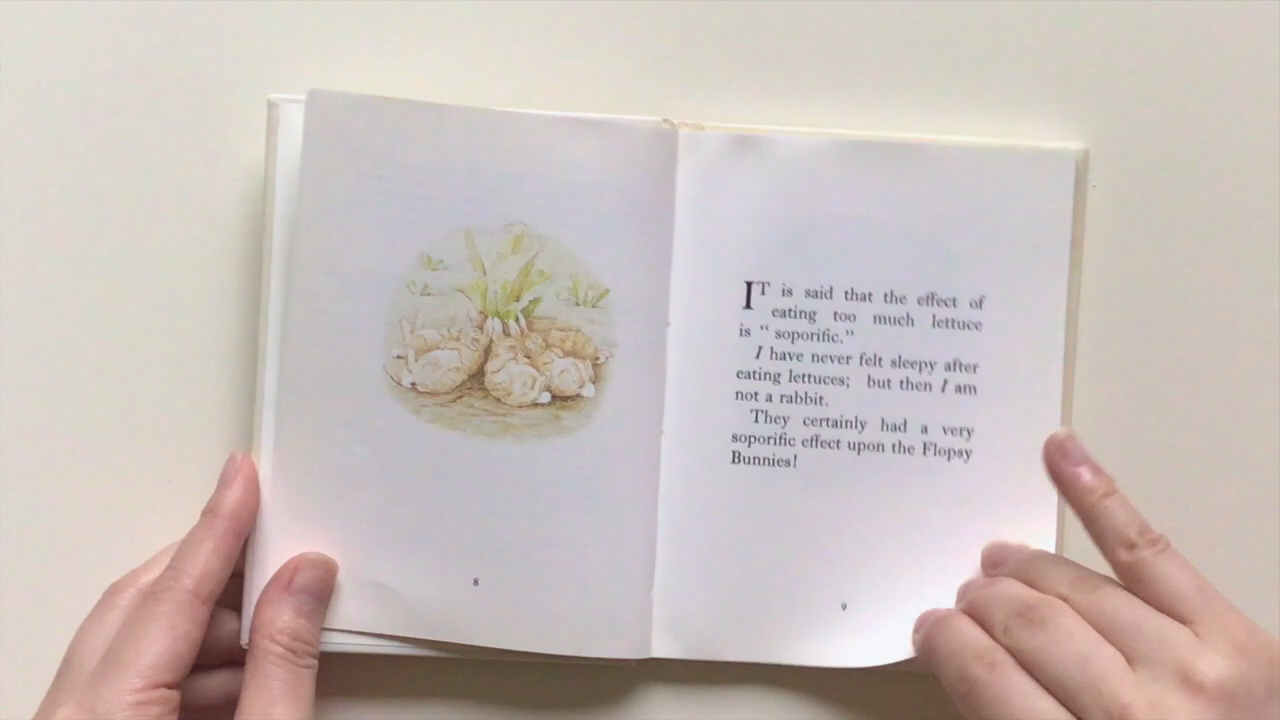 8
IT is said that the effect of
eating too much lettuce
is “ soporific.”
I have never felt sleepy after
eating lettuces; but then I am
not a rabbit.
They certainly had a very
soporific effect upon the Flopsy
Bunnies!
9